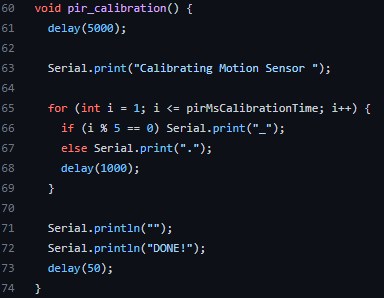 60 void pir_calibration() {
61   delay(5000);
62
63   Serial.print("Calibrating Motion Sensor ");
64
65   for (int i = 1; i <= pirMsCalibrationTime; i++) {
66     if (i % 5 == 0) Serial.print("_");
67     else Serial.print(".");
68     delay(1000);
69   }
70
71   Serial.println("");
72   Serial.println("DONE!");
73   delay(50);
74 }